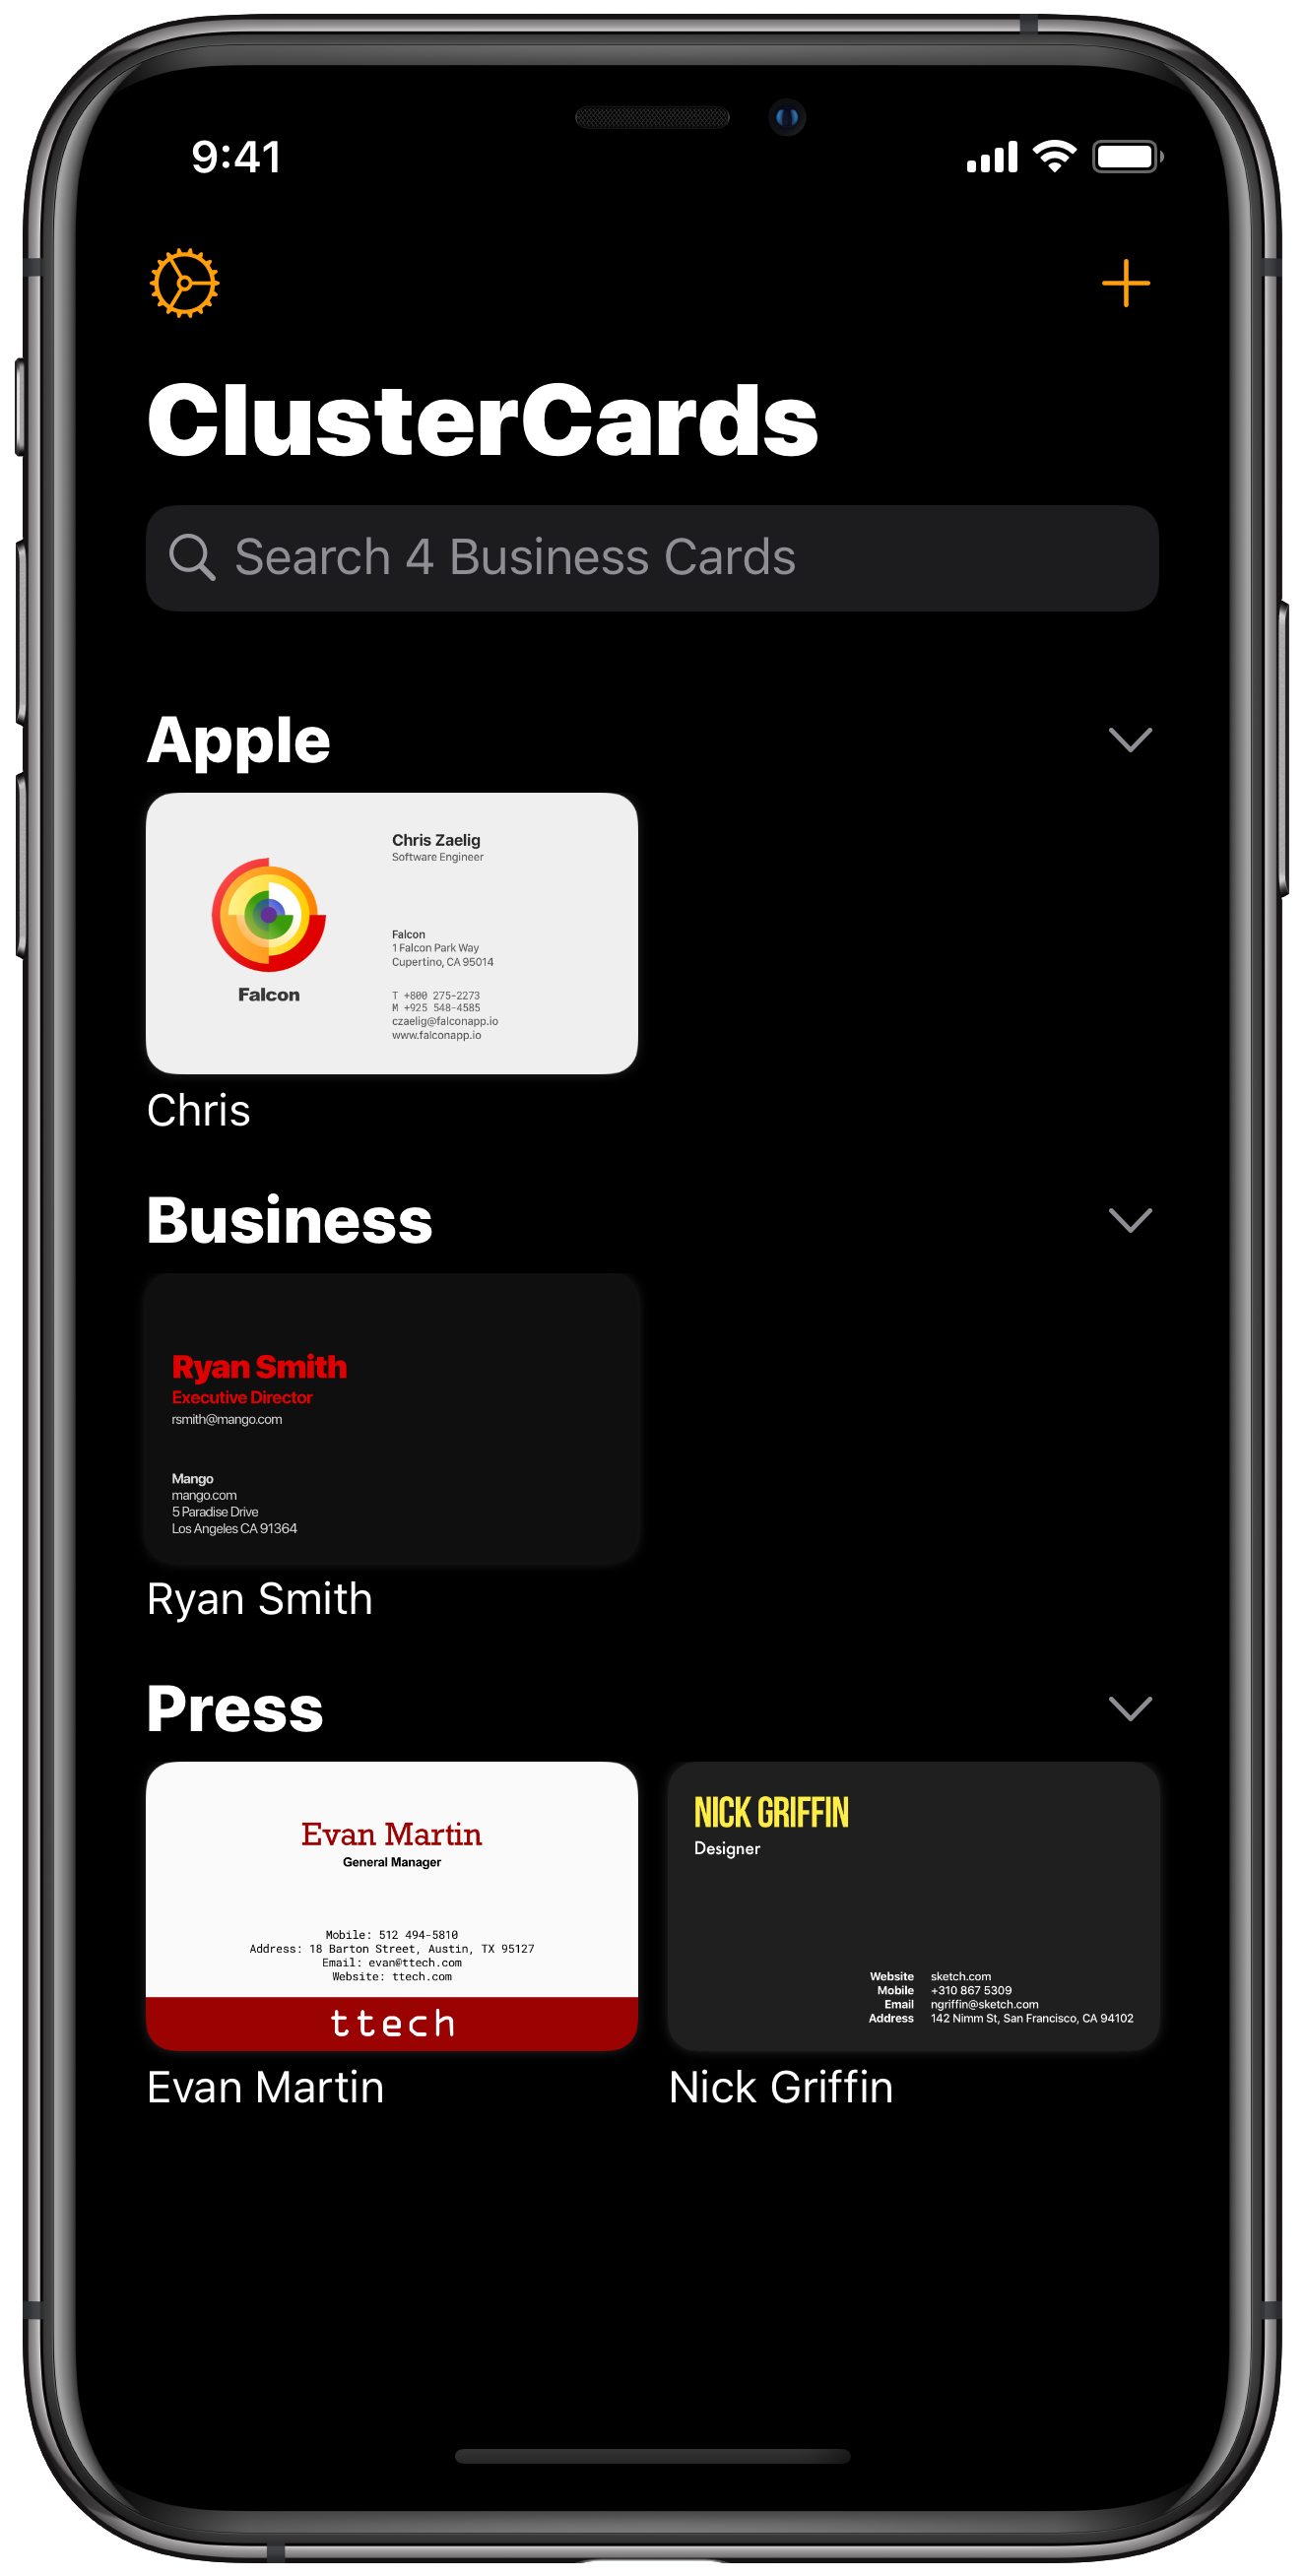 9:41
ClusterCards
Search 4 Business Cards
Apple
Chris Zaelig
Software Engineer
Falcon
1 Falcon Park Way
Cupertino, CA 95014
Falcon
T +800 275-2273
M +925 548-4585
czaelig@falconapp.io
www.falconapp.io
Chris
Business
Ryan Smith
Executive Director
rsmith@mango.com
Mango
mango.com
5 Paradise Drive
Los Angeles CA 91364
Ryan Smith
Press
Evan Martin
General Manager
Mobile: 512 494-5810
Address: 18 Barton Street, Austin, TX 95127
Email: evan@ttech.com
Website: ttech.com
ttech
Evan Martin
NICK GRIFFIN
Designer
Website sketch.com
Mobile +310 867 5309
Email ngriffin@sketch.com
Address 142 Nimm St, San Francisco, CA 94102
Nick Griffin